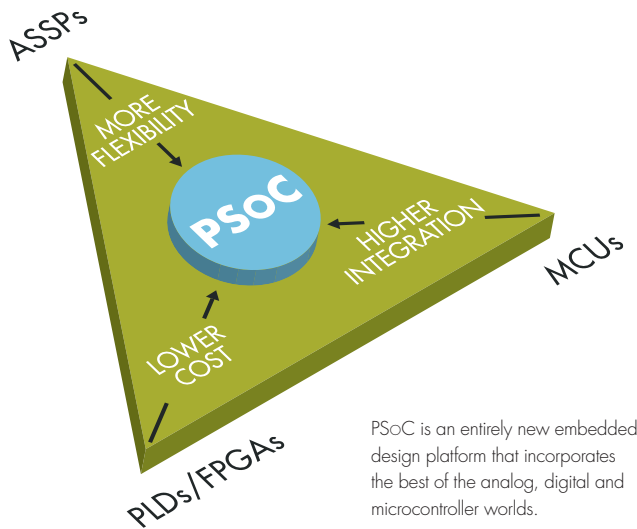 ASSPs
MORE
FLEXIBILITY
PSoC
HIGHER
INTEGRATION
MCUs
LOWER
COST
PLDs/FPGAs
PSoC is an entirely new embedded
design platform that incorporates
the best of the analog, digital and
microcontroller worlds.